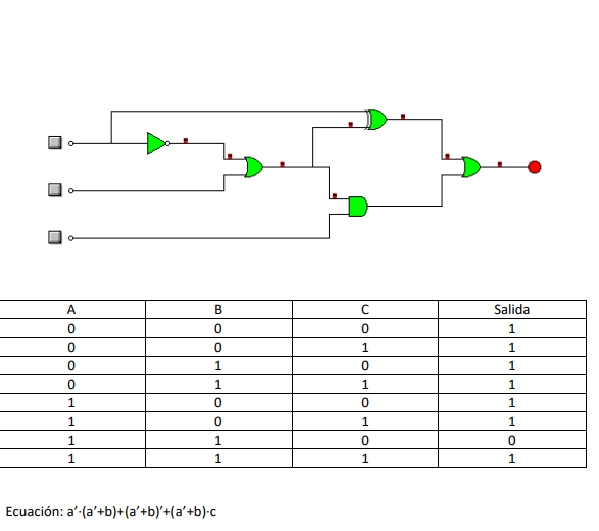 A B C Salida
0 0 0 1
0 0 1 1
0 1 0 1
0 1 1 1
1 0 0 1
1 0 1 1
1 1 0 0
1 1 1 1
Ecuación: a’·(a’+b)+(a’+b)’+(a’+b)·c